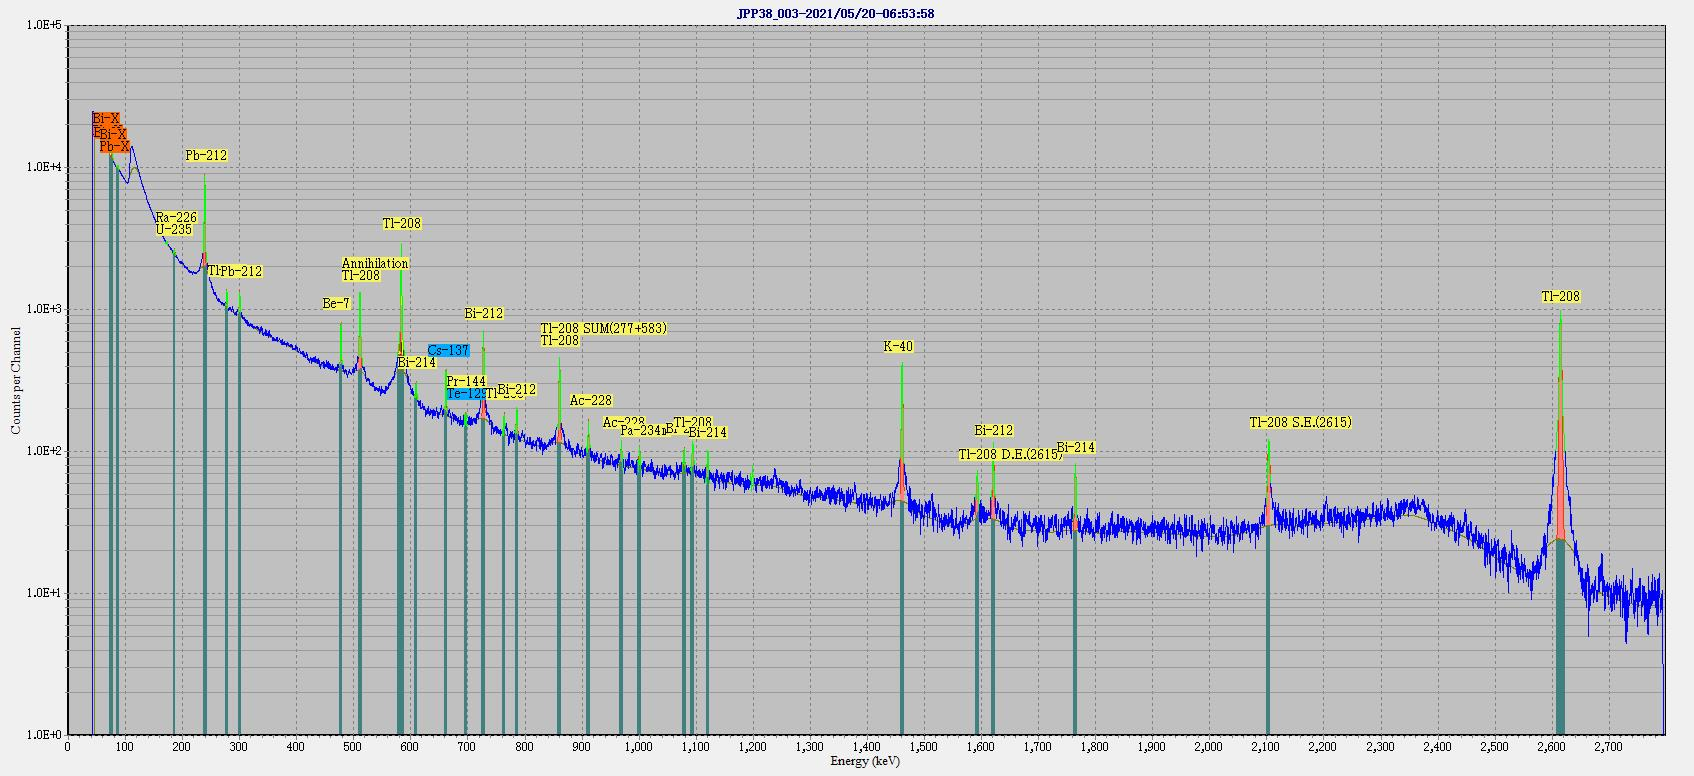 JPP38_003-2021/05/20-06:53:58
1.0E+5
Bi-X
Bi-X
Pb-X
Pb-212
1.0E+4
Ra-226
U-235
Tl-208
Annihilation
Tl-208
Pb-212
Be-7
Tl-208
1.0E+3
Bi-212
Tl-208 SUM(277+583)
Tl-208
K-40
Cs-137
Bi-214
Pr-144
Bi-212
Ac-228
Tl-208
Bi-214
Bi-212
Tl-208 S.E.(2615)
Tl-208 D.E.(2615)
Bi-214
1.0E+2
1.0E+1
1.0E+0
0 100 200 300 400 500 600 700 800 900 1,000 1,100 1,200 1,300 1,400 1,500 1,600 1,700 1,800 1,900 2,000 2,100 2,200 2,300 2,400 2,500 2,600 2,700
Energy (keV)
Counts per Channel